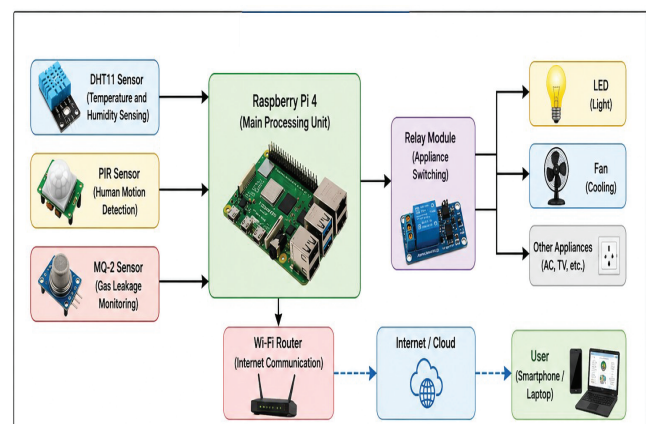 DHT11 Sensor
(Temperature and
Humidity Sensing)
PIR Sensor
(Human Motion
Detection)
MQ-2 Sensor
(Gas Leakage
Monitoring)
Raspberry Pi 4
(Main Processing Unit)
Relay Module
(Appliance
Switching)
LED
(Light)
Fan
(Cooling)
Other Appliances
(AC, TV, etc.)
Wi-Fi Router
(Internet Communication)
Internet / Cloud
User
(Smartphone /
Laptop)